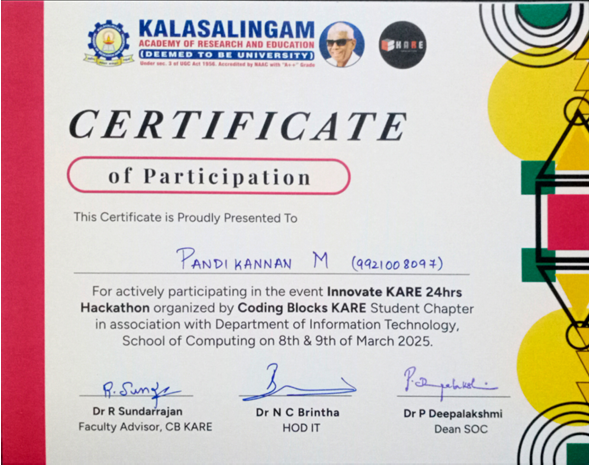 KALASALINGAM
ACADEMY OF RESEARCH AND EDUCATION
(DEEMED TO BE UNIVERSITY)
Under sec. 3 of UGC Act 1956. Accredited by NAAC with "A++" Grade
SHARE
CERTIFICATE
of Participation
This Certificate is Proudly Presented To
PANDI KANNAN M (9921008097)
For actively participating in the event Innovate KARE 24hrs
Hackathon organized by Coding Blocks KARE Student Chapter
in association with Department of Information Technology,
School of Computing on 8th & 9th of March 2025.
Dr R Sundarrajan
Faculty Advisor, CB KARE
Dr N C Brintha
HOD IT
Dr P Deepalakshmi
Dean SOC